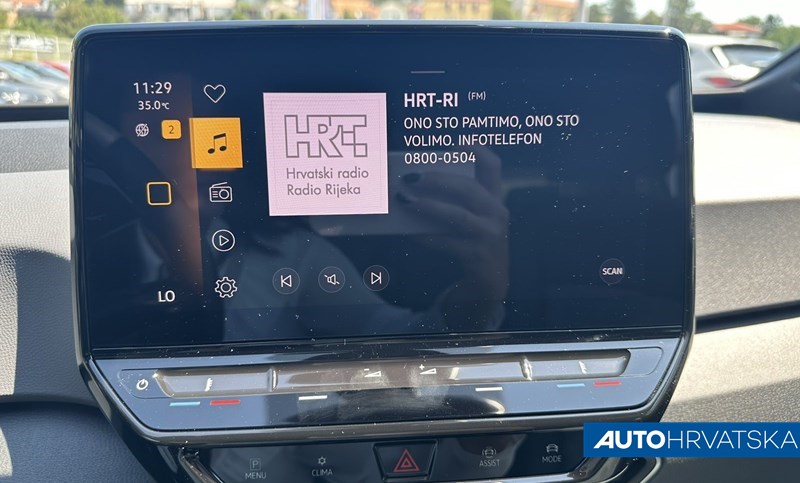 11:29
35.0°C
2
LO
HRT
Hrvatski radio
Radio Rijeka
HRT-RI (FM)
ONO STO PAMTIMO, ONO STO
VOLIMO. INFOTELEFON
0800-0504
SCAN
P
MENU
CLIMA
ASSIST
MODE
AUTOHRVATSKA